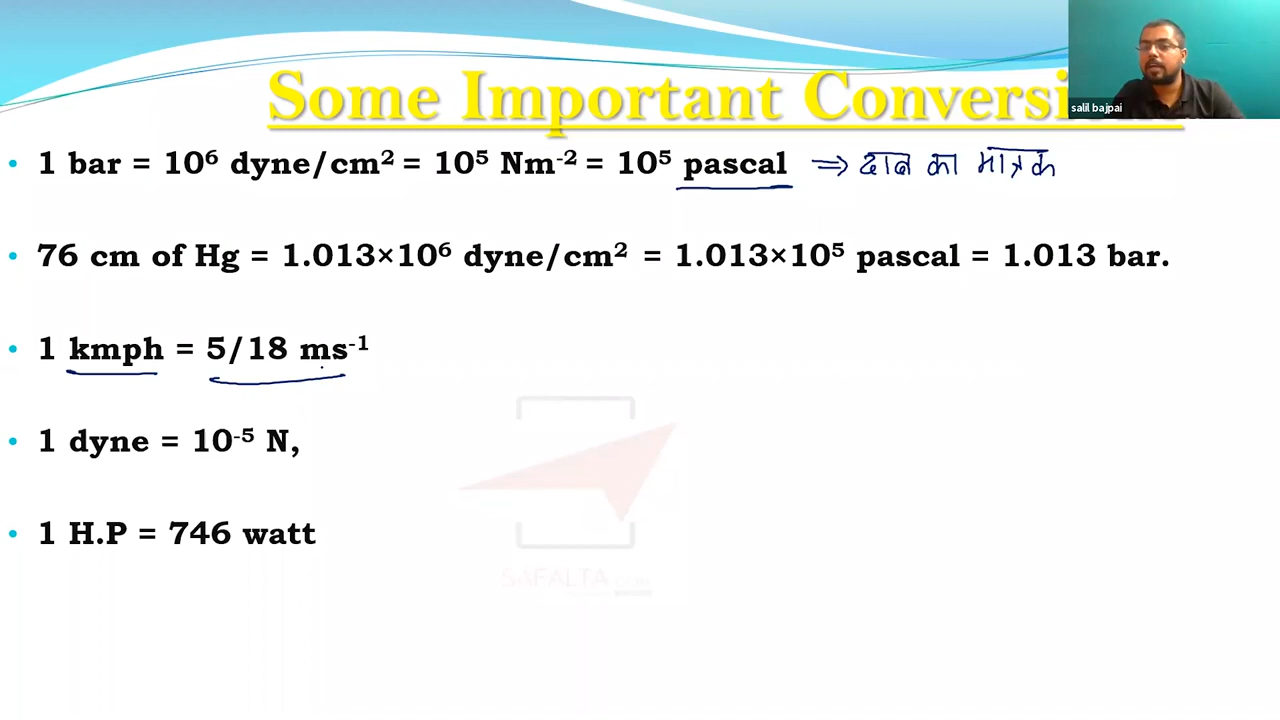 Some Important Conversi
salil bajpai
• 1 bar = 10⁶ dyne/cm² = 10⁵ Nm⁻² = 10⁵ pascal ⇒ दाब का मात्रक
• 76 cm of Hg = 1.013×10⁶ dyne/cm² = 1.013×10⁵ pascal = 1.013 bar.
• 1 kmph = 5/18 ms⁻¹
• 1 dyne = 10⁻⁵ N,
• 1 H.P = 746 watt
SAFALTA